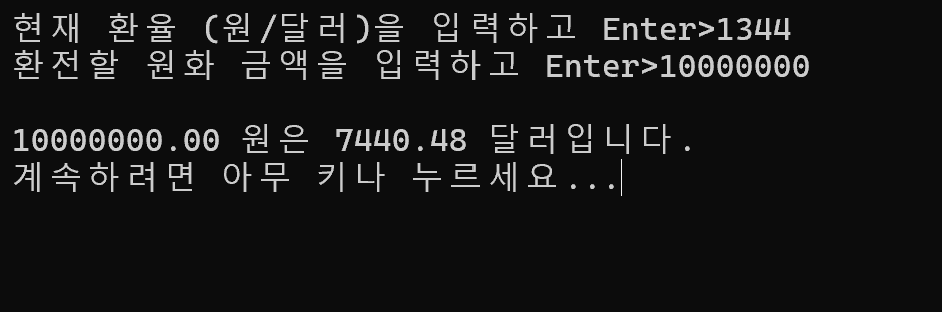 현재 환율 (원/달러)을 입력하고 Enter>1344
환전할 원화 금액을 입력하고 Enter>10000000
10000000.00 원은 7440.48 달러입니다.
계속하려면 아무 키나 누르세요...